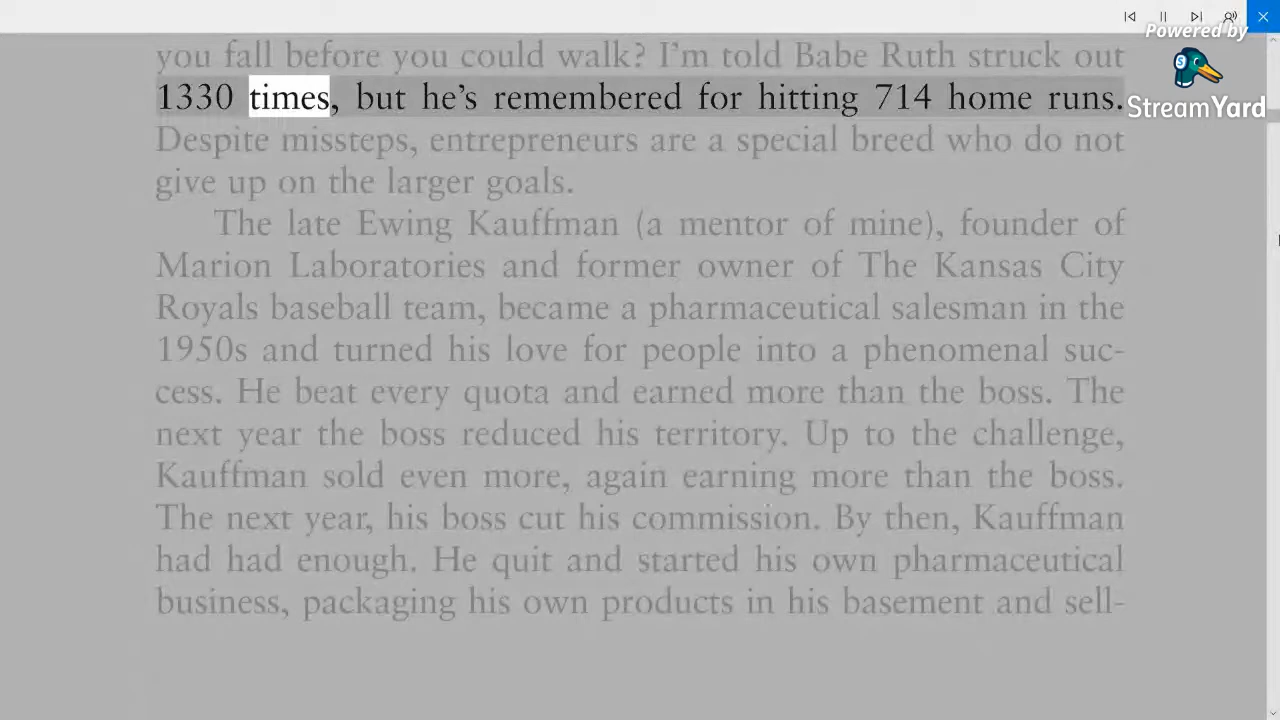 Powered by
StreamYard
you fall before you could walk? I’m told Babe Ruth struck out
1330 times, but he’s remembered for hitting 714 home runs.
Despite missteps, entrepreneurs are a special breed who do not
give up on the larger goals.
The late Ewing Kauffman (a mentor of mine), founder of
Marion Laboratories and former owner of The Kansas City
Royals baseball team, became a pharmaceutical salesman in the
1950s and turned his love for people into a phenomenal suc-
cess. He beat every quota and earned more than the boss. The
next year the boss reduced his territory. Up to the challenge,
Kauffman sold even more, again earning more than the boss.
The next year, his boss cut his commission. By then, Kauffman
had had enough. He quit and started his own pharmaceutical
business, packaging his own products in his basement and sell-